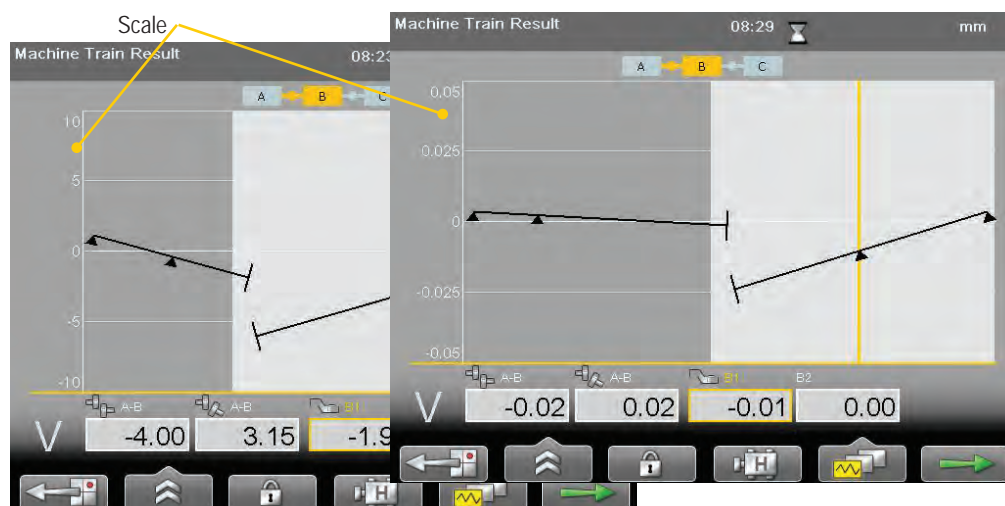 Scale
Machine Train Result 08:23
A B C
10
5
0
-5
-10
A-B A-B B1
V -4.00 3.15 -1.9
H
Machine Train Result 08:29 mm
A B C
0.05
0.025
0
-0.025
-0.05
A-B A-B B1 B2
V -0.02 0.02 -0.01 0.00
H